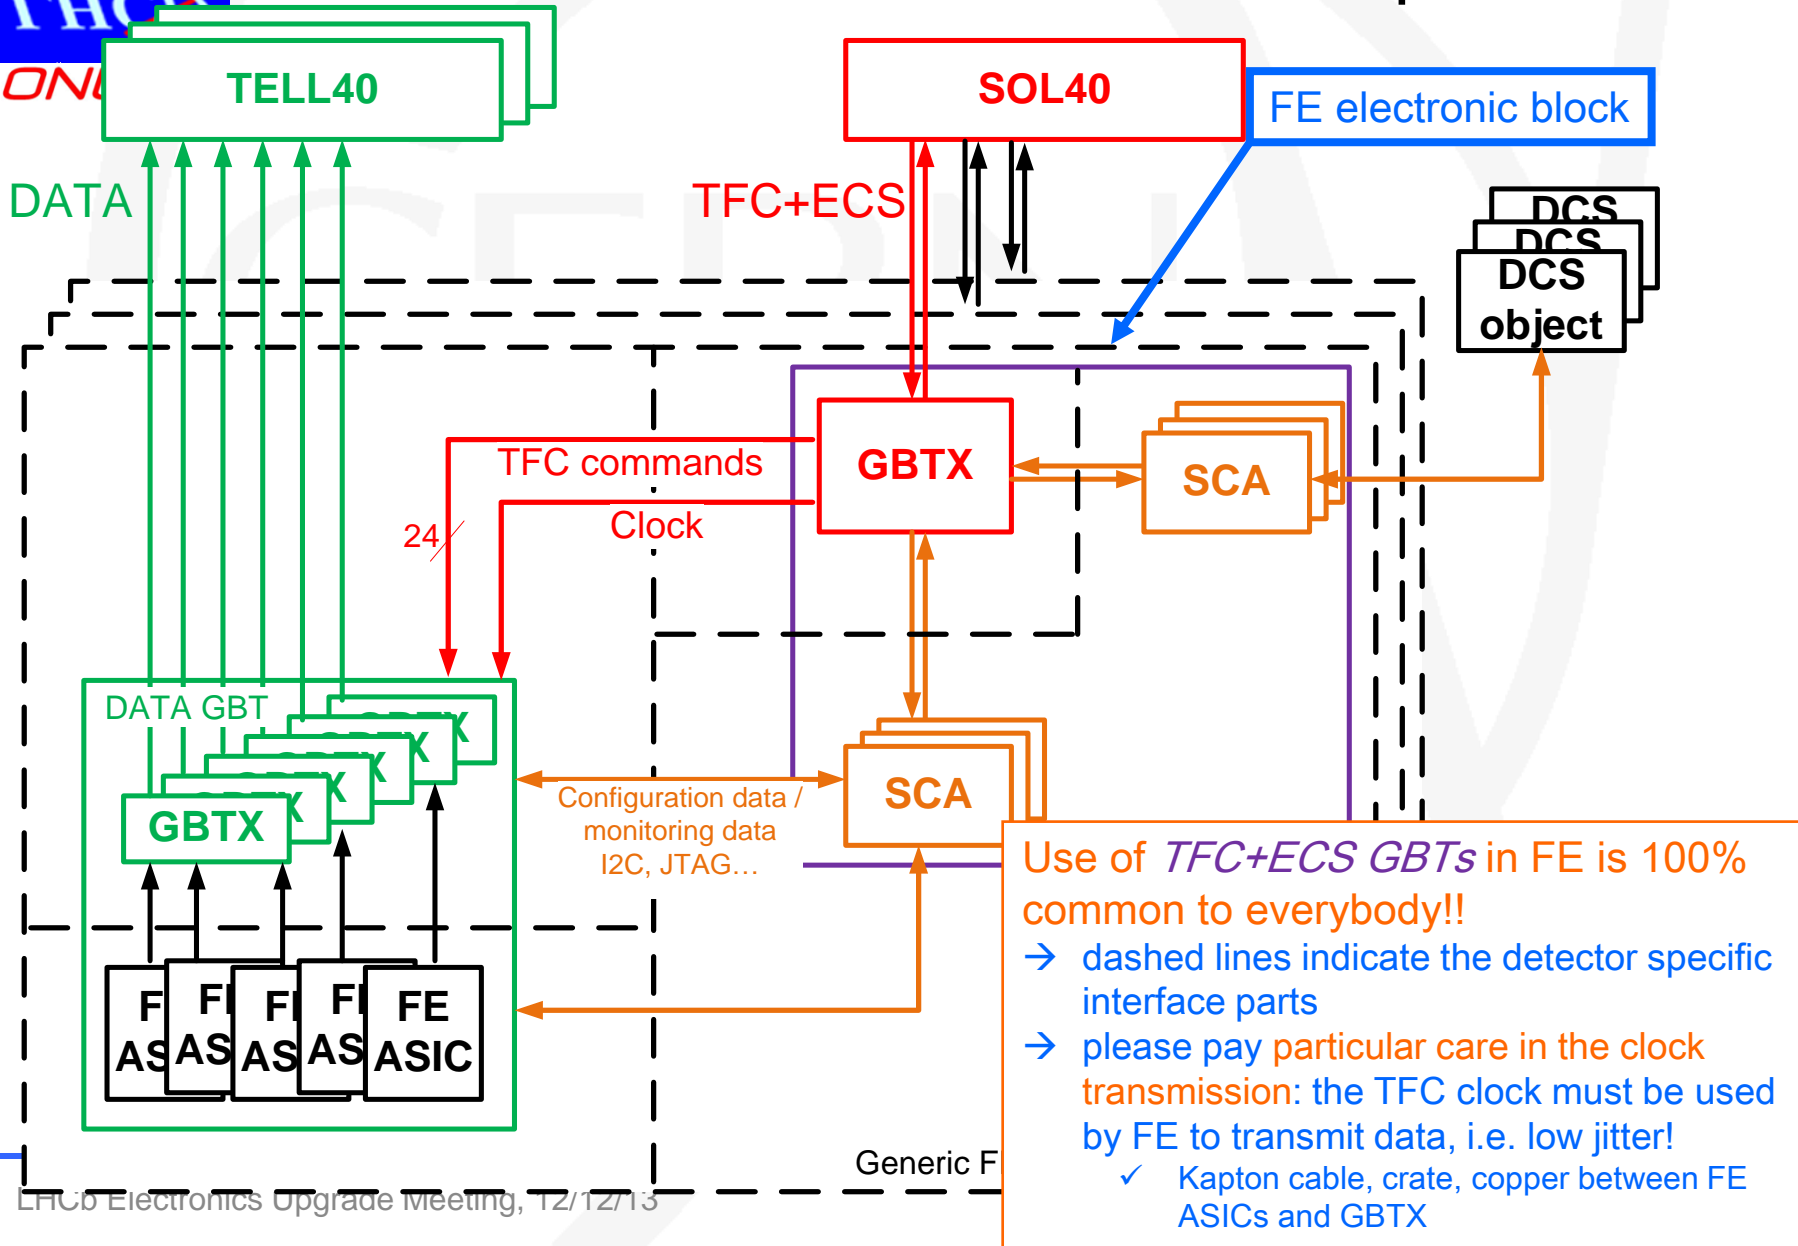 LHCb
TELL40
SOL40
FE electronic block
DATA
TFC+ECS
DCS
DCS
DCS
object
TFC commands
GBTX
SCA
24
Clock
DATA GBT
GBTX
SCA
Configuration data /
monitoring data
I2C, JTAG…
FE
ASIC
Use of TFC+ECS GBTs in FE is 100%
common to everybody!!
→ dashed lines indicate the detector specific
interface parts
→ please pay particular care in the clock
transmission: the TFC clock must be used
by FE to transmit data, i.e. low jitter!
✓ Kapton cable, crate, copper between FE
ASICs and GBTX
Generic F
LHCb Electronics Upgrade Meeting, 12/12/13